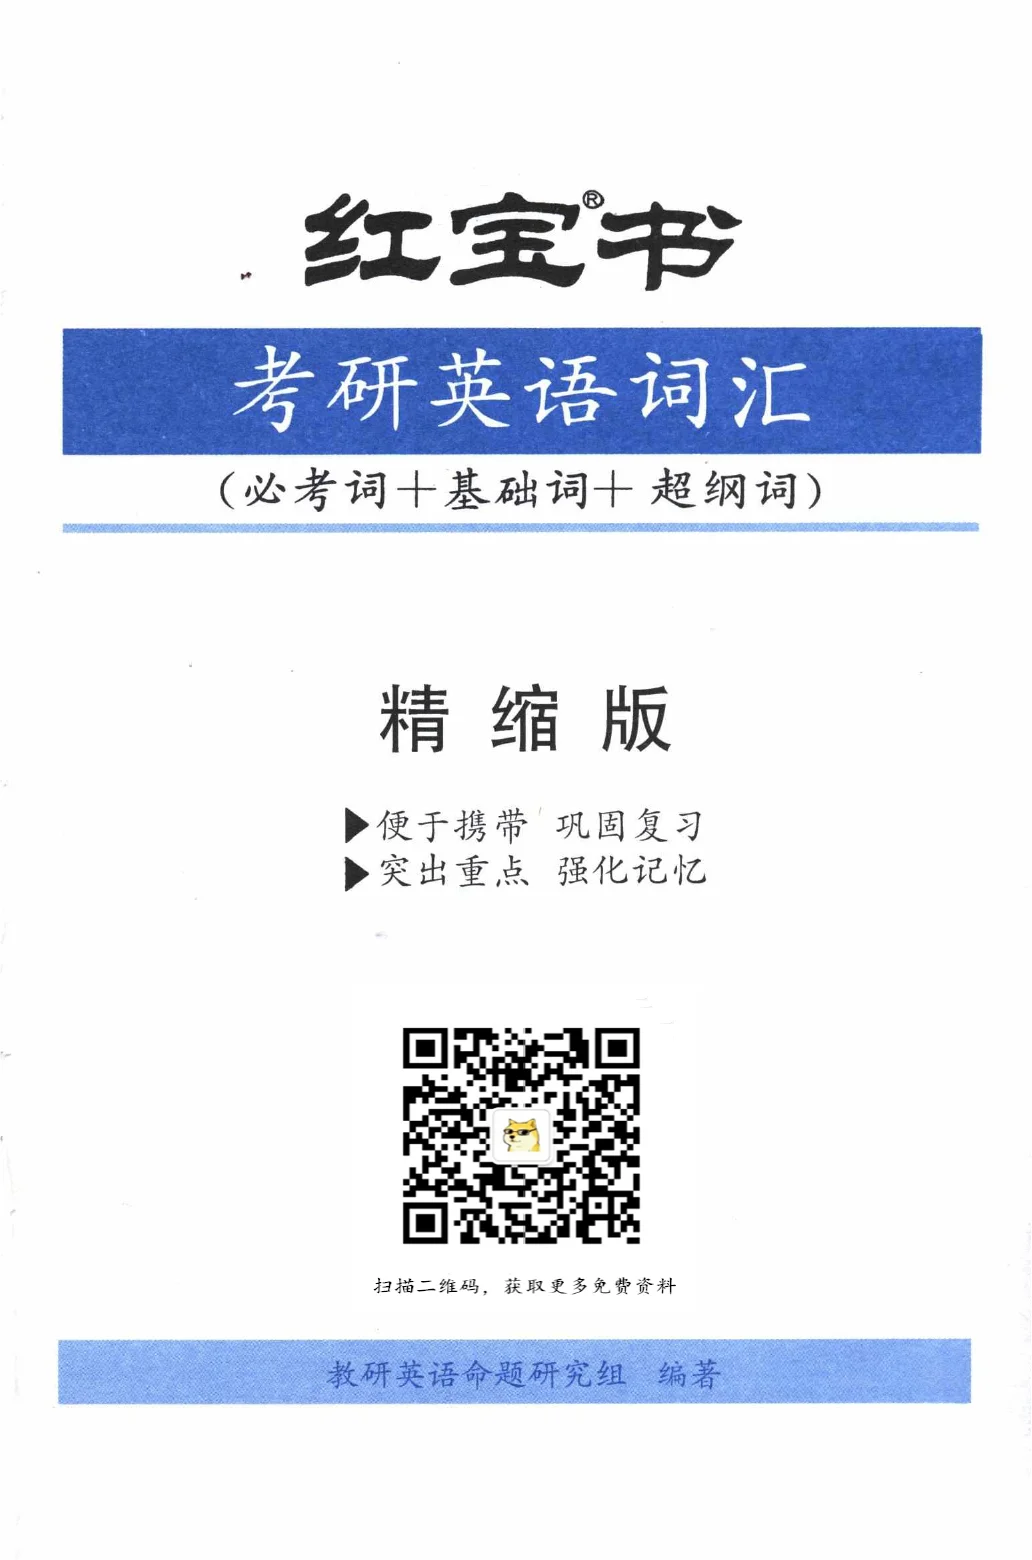 红宝®书
考研英语词汇
(必考词+基础词+超纲词)
精缩版
▶便于携带 巩固复习
▶突出重点 强化记忆
扫描二维码，获取更多免费资料
教研英语命题研究组 编著